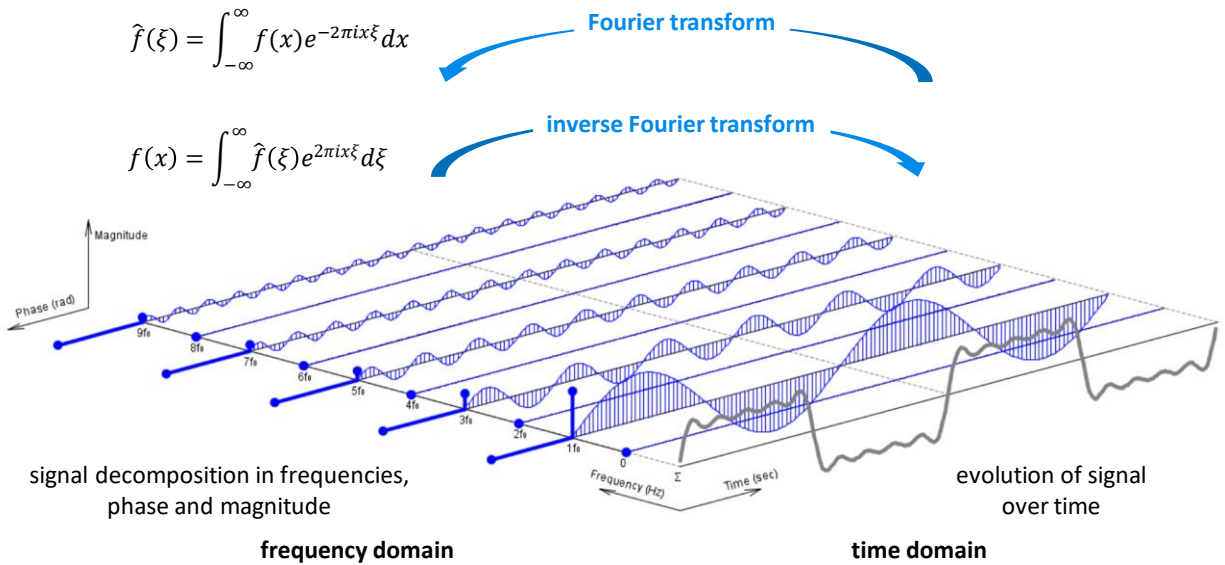 f̂(ξ) = ∫_{-∞}^{∞} f(x)e^{-2πixξ}dx
Fourier transform
f(x) = ∫_{-∞}^{∞} f̂(ξ)e^{2πixξ}dξ
inverse Fourier transform
Magnitude
Phase (rad)
9f₀
8f₀
7f₀
6f₀
5f₀
4f₀
3f₀
2f₀
1f₀
0
Σ
Frequency (Hz)
Time (sec)
signal decomposition in frequencies,
phase and magnitude
evolution of signal
over time
frequency domain
time domain